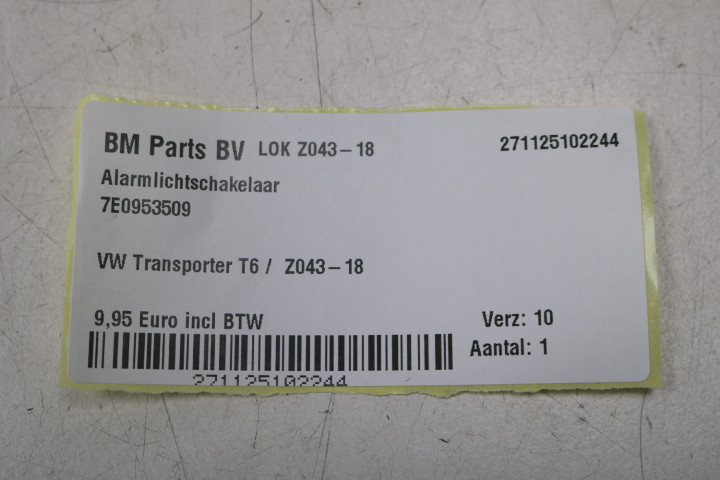 BM Parts BV LOK Z043-18 271125102244
Alarmlichtschakelaar
7E0953509
VW Transporter T6 / Z043-18
9,95 Euro incl BTW Verz: 10
Aantal: 1
271125102244